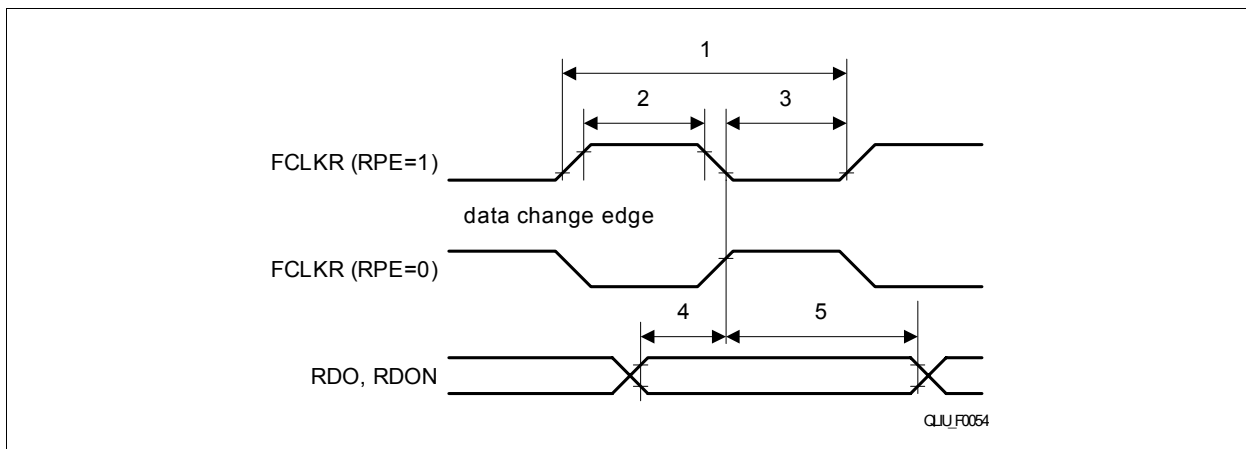 1
2 3
FCLKR (RPE=1)
data change edge
FCLKR (RPE=0)
4 5
RDO, RDON
QLIU_F0054